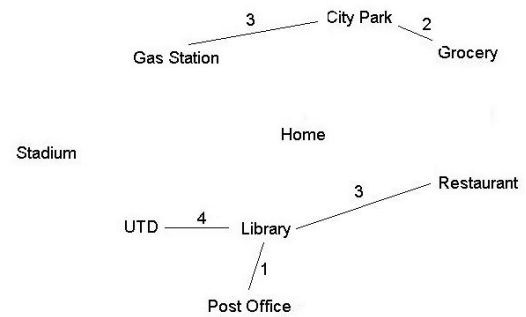 City Park
3
2
Gas Station
Grocery
Home
Stadium
3
Restaurant
UTD
4
Library
1
Post Office